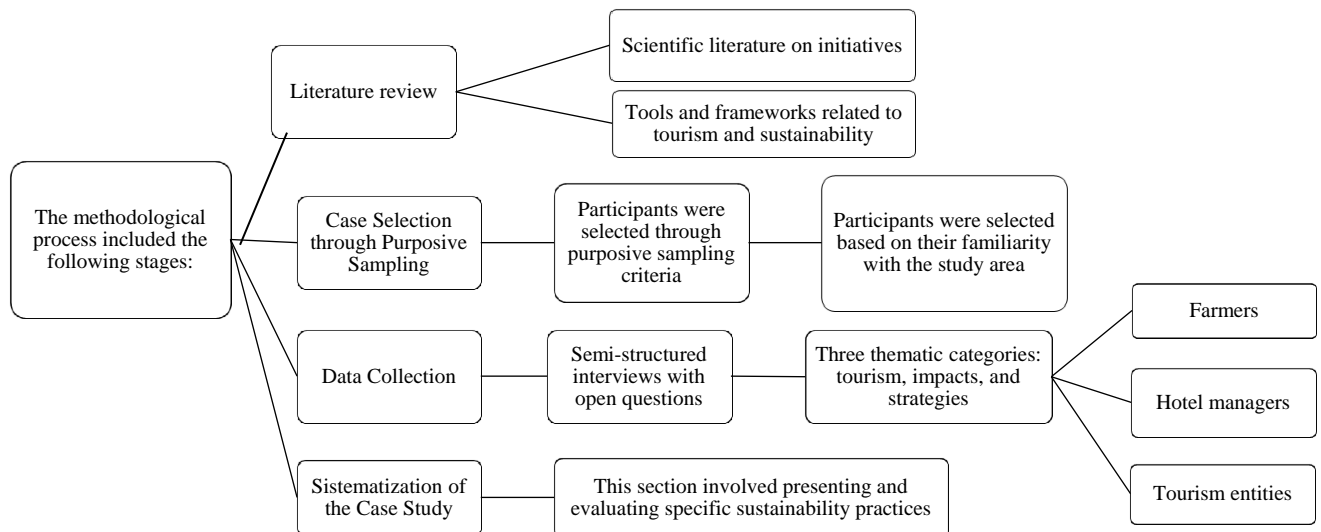 The methodological
process included the
following stages:
Literature review
Scientific literature on initiatives
Tools and frameworks related to
tourism and sustainability
Case Selection
through Purposive
Sampling
Participants were
selected through
purposive sampling
criteria
Participants were selected
based on their familiarity
with the study area
Data Collection
Semi-structured
interviews with
open questions
Three thematic categories:
tourism, impacts, and
strategies
Farmers
Hotel managers
Tourism entities
Sistematization of
the Case Study
This section involved presenting and
evaluating specific sustainability practices